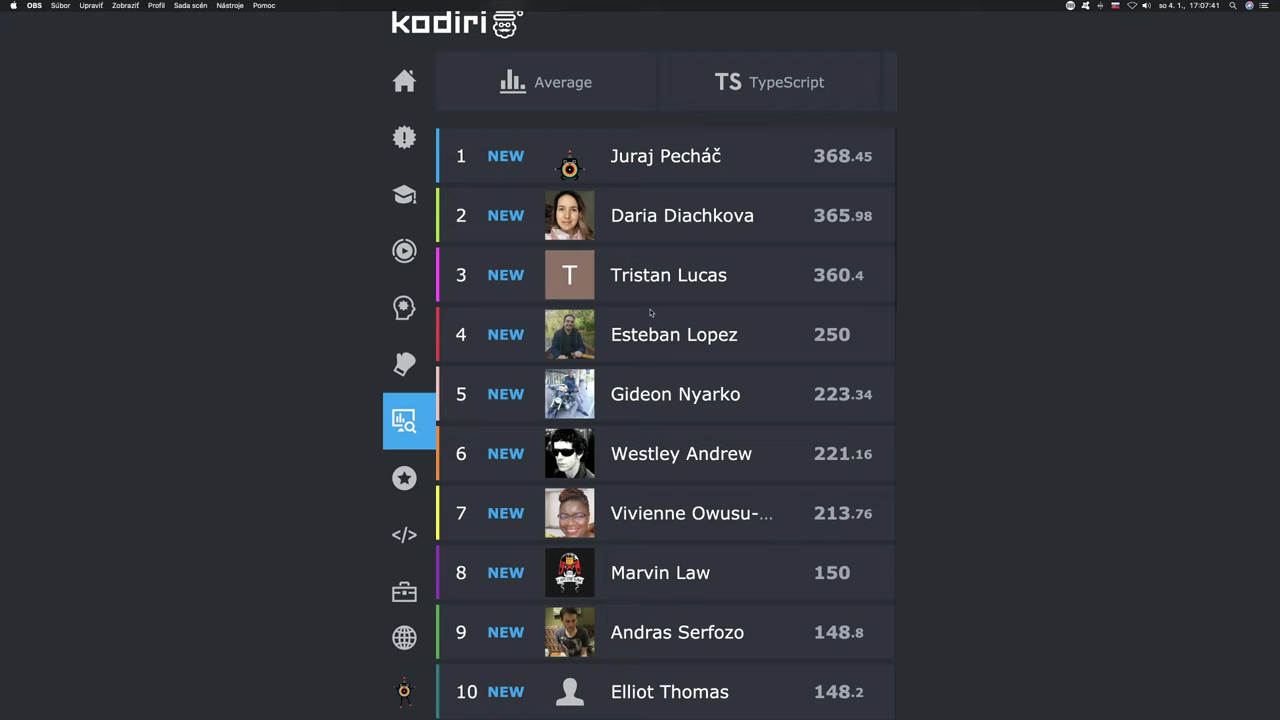 OBS Súbor Upraviť Zobraziť Profil Sada scén Nástroje Pomoc so 4. 1., 17:07:41
kodiri
Average TS TypeScript
1 NEW Juraj Pecháč 368.45
2 NEW Daria Diachkova 365.98
3 NEW T Tristan Lucas 360.4
4 NEW Esteban Lopez 250
5 NEW Gideon Nyarko 223.34
6 NEW Westley Andrew 221.16
7 NEW Vivienne Owusu-... 213.76
8 NEW Marvin Law 150
9 NEW Andras Serfozo 148.8
10 NEW Elliot Thomas 148.2